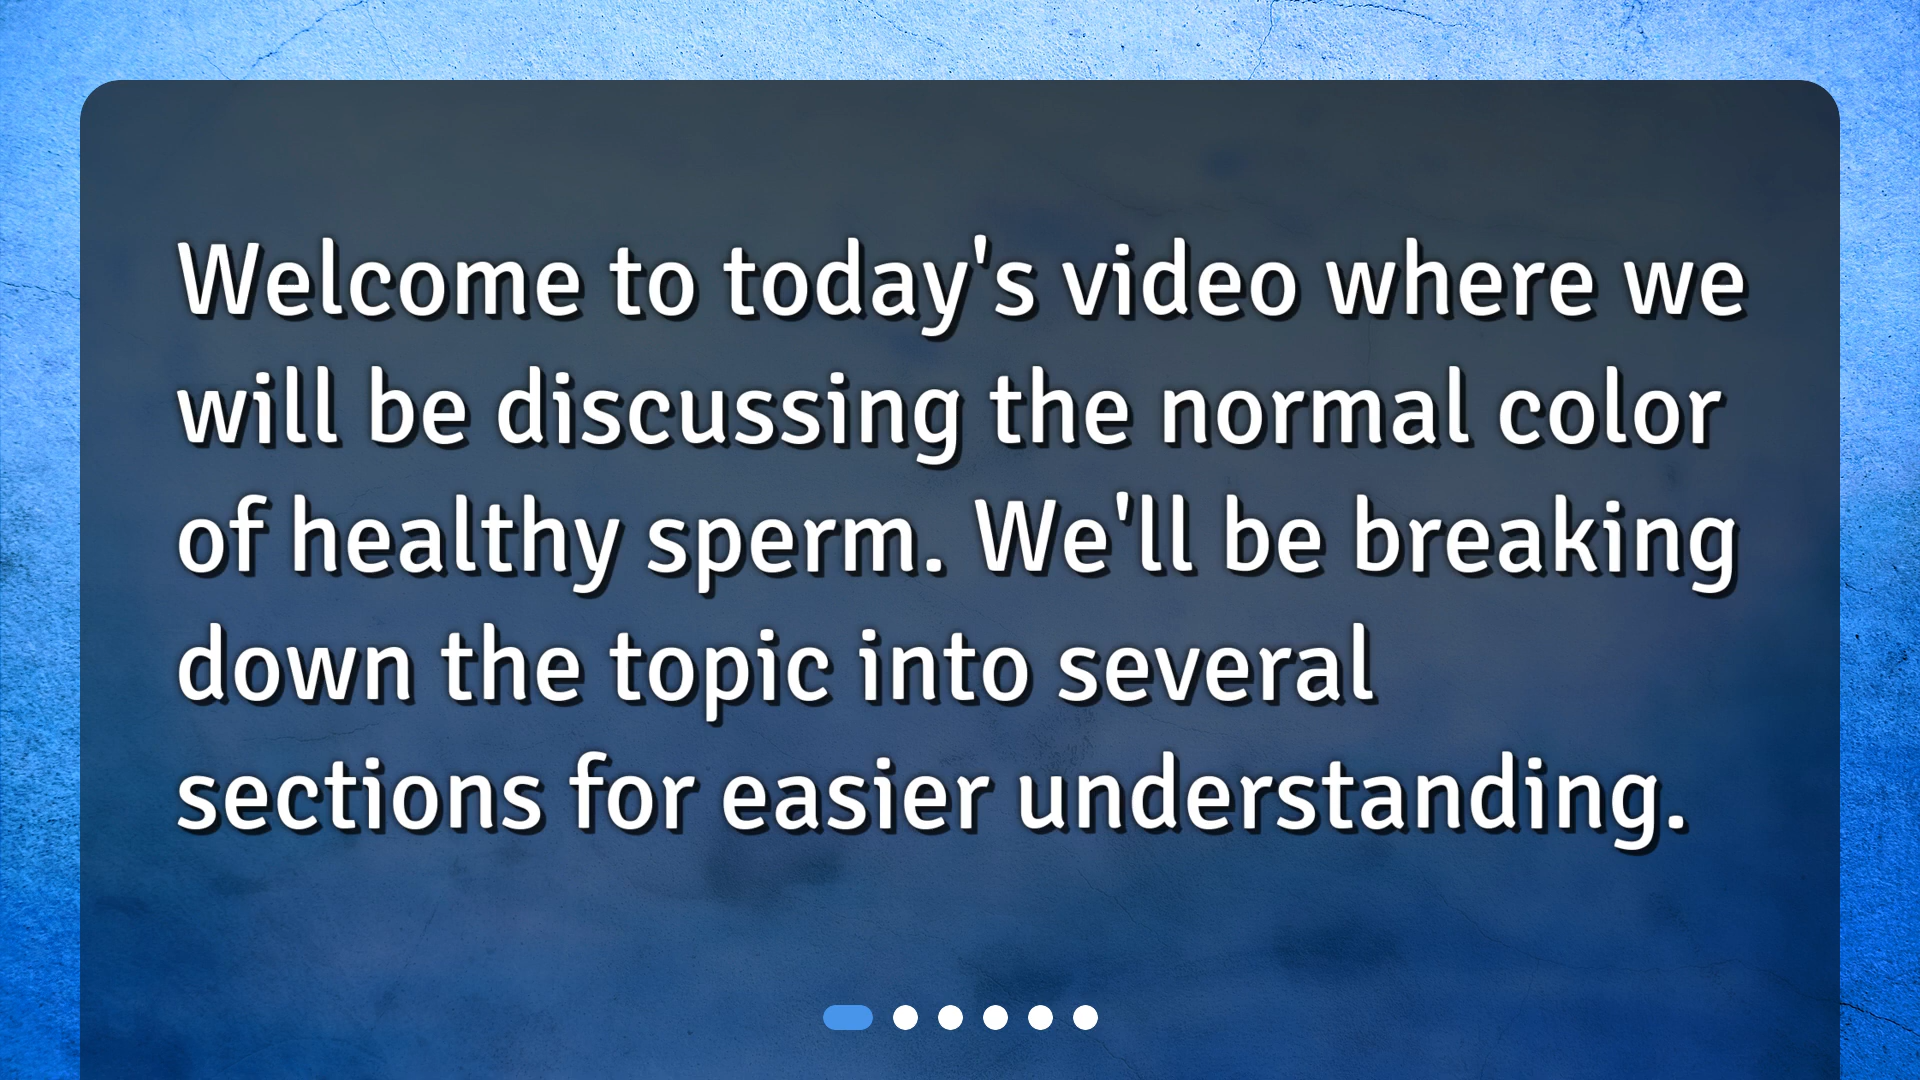 Welcome to today's video where we
will be discussing the normal color
of healthy sperm. We'll be breaking
down the topic into several
sections for easier understanding.